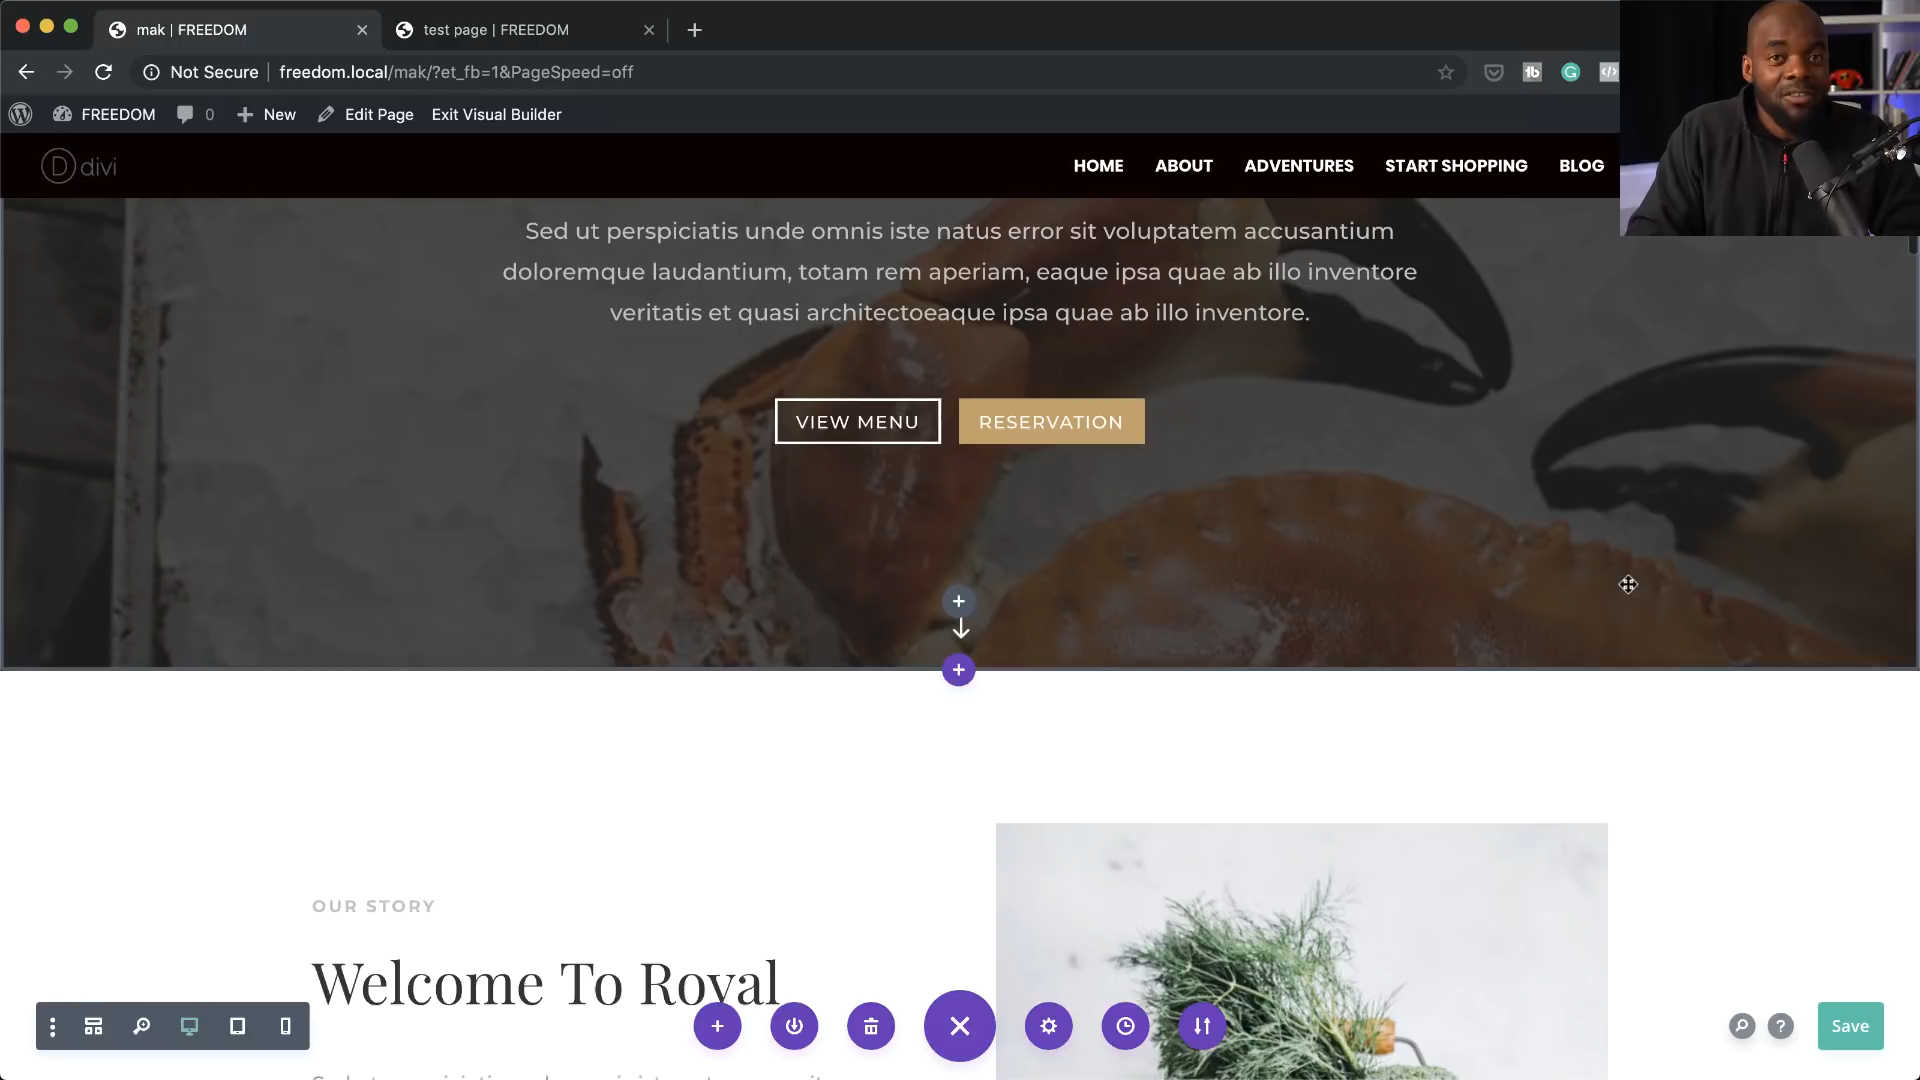 mak | FREEDOM
test page | FREEDOM
Not Secure
freedom.local/mak/?et_fb=1&PageSpeed=off
FREEDOM
0
New
Edit Page
Exit Visual Builder
D divi
HOME
ABOUT
ADVENTURES
START SHOPPING
BLOG
Sed ut perspiciatis unde omnis iste natus error sit voluptatem accusantium
doloremque laudantium, totam rem aperiam, eaque ipsa quae ab illo inventore
veritatis et quasi architectoeaque ipsa quae ab illo inventore.
VIEW MENU
RESERVATION
OUR STORY
Welcome To Royal
Save